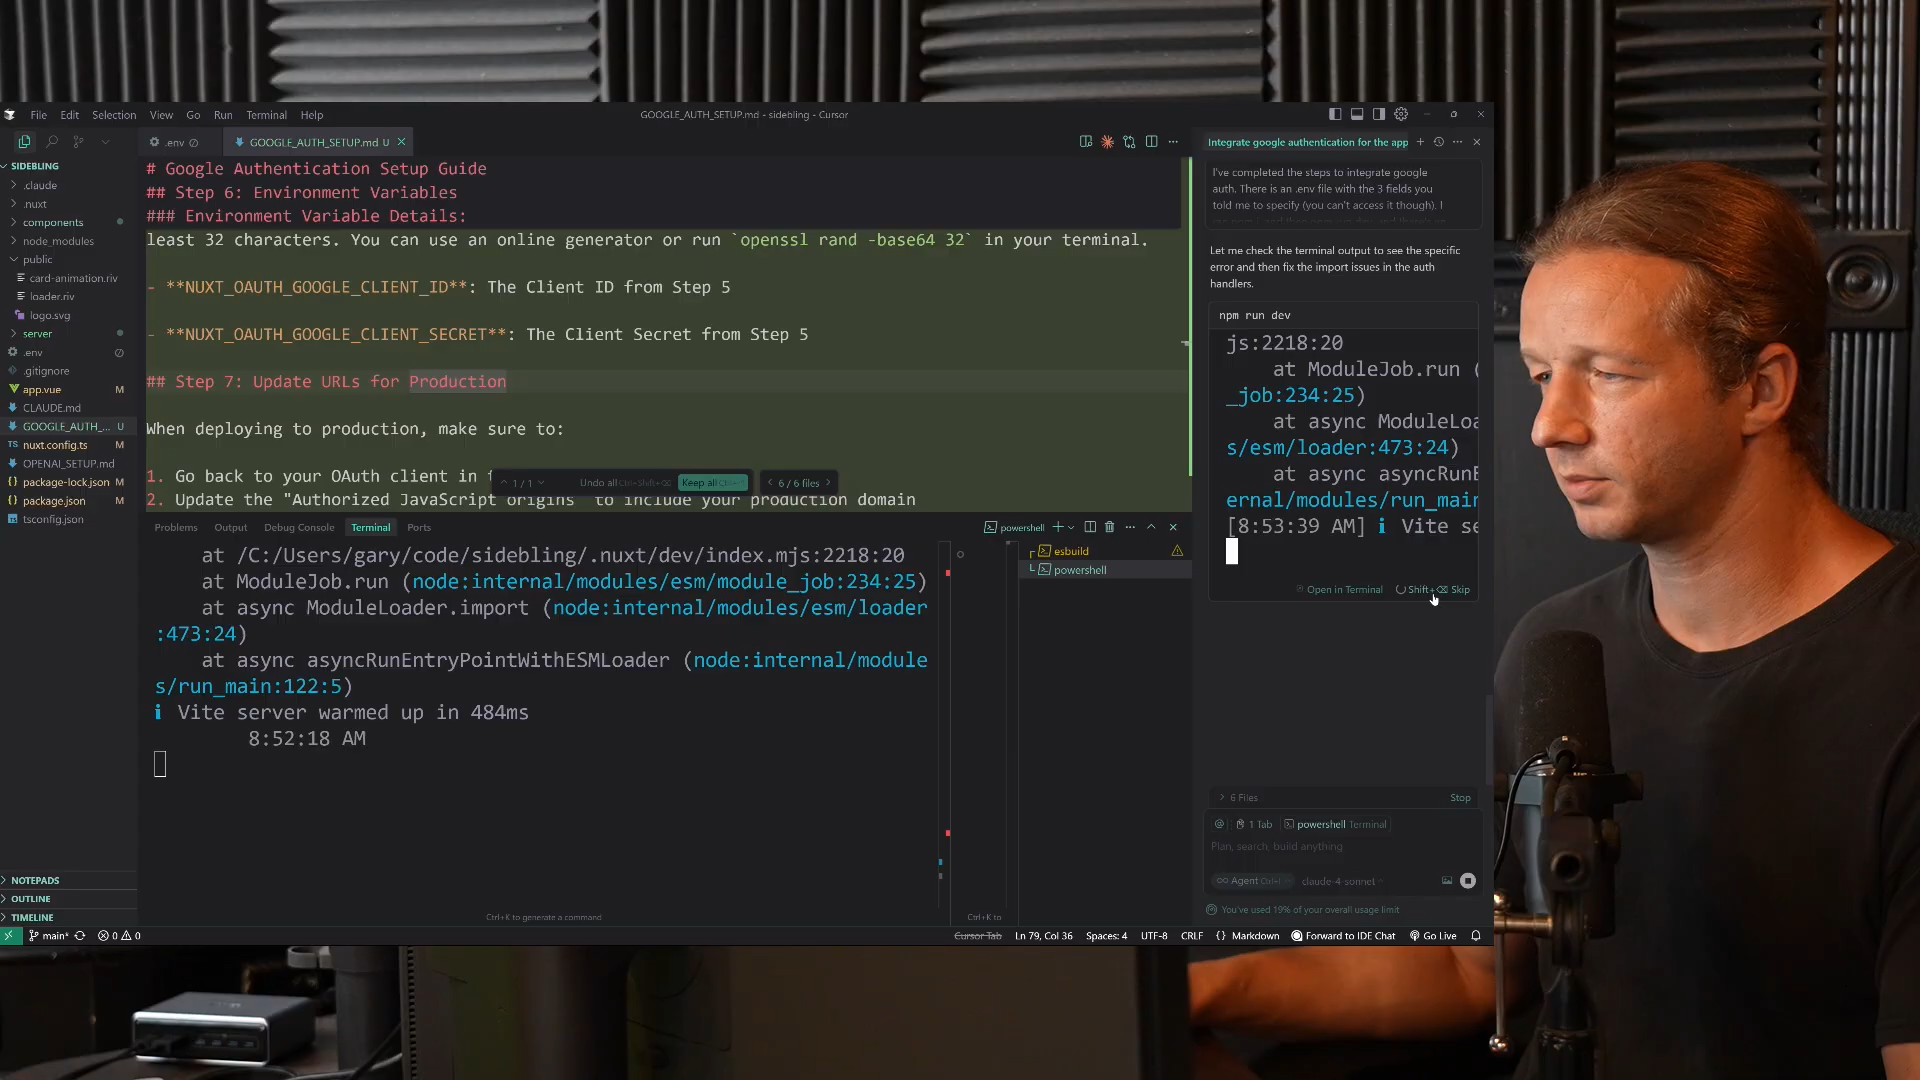 File Edit Selection View Go Run Terminal Help
GOOGLE_AUTH_SETUP.md - sidebling - Cursor
.env
GOOGLE_AUTH_SETUP.md U
SIDEBLING
.claude
.nuxt
components
node_modules
public
card-animation.riv
loader.riv
logo.svg
server
.env
.gitignore
app.vue M
CLAUDE.md
GOOGLE_AUTH_... U
TS nuxt.config.ts M
OPENAI_SETUP.md
{} package-lock.json M
{} package.json M
tsconfig.json
NOTEPADS
OUTLINE
TIMELINE
# Google Authentication Setup Guide
## Step 6: Environment Variables
### Environment Variable Details:
least 32 characters. You can use an online generator or run `openssl rand -base64 32` in your terminal.
- **NUXT_OAUTH_GOOGLE_CLIENT_ID**: The Client ID from Step 5
- **NUXT_OAUTH_GOOGLE_CLIENT_SECRET**: The Client Secret from Step 5
## Step 7: Update URLs for Production
When deploying to production, make sure to:
1. Go back to your OAuth client in
1 / 1 Undo all Ctrl+Shift+⌫ Keep all 6 / 6 files
2. Update the "Authorized JavaScript origins" to include your production domain
Problems Output Debug Console Terminal Ports
powershell
at /C:/Users/gary/code/sidebling/.nuxt/dev/index.mjs:2218:20
at ModuleJob.run (node:internal/modules/esm/module_job:234:25)
at async ModuleLoader.import (node:internal/modules/esm/loader
:473:24)
at async asyncRunEntryPointWithESMLoader (node:internal/module
s/run_main:122:5)
i Vite server warmed up in 484ms
8:52:18 AM
Ctrl+K to generate a command
Ctrl+K to
esbuild
powershell
Integrate google authentication for the app
I've completed the steps to integrate google
auth. There is an .env file with the 3 fields you
told me to specify (you can't access it though). I
Let me check the terminal output to see the specific
error and then fix the import issues in the auth
handlers.
npm run dev
js:2218:20
at ModuleJob.run (
_job:234:25)
at async ModuleLoa
s/esm/loader:473:24)
at async asyncRunE
ernal/modules/run_main
[8:53:39 AM] i Vite se
Open in Terminal Shift+⌫ Skip
6 Files Stop
@ 1 Tab powershell Terminal
Plan, search, build anything
∞ Agent Ctrl+I claude-4-sonnet
You've used 19% of your overall usage limit
main* 0 0
Cursor Tab Ln 79, Col 36 Spaces: 4 UTF-8 CRLF {} Markdown Forward to IDE Chat Go Live